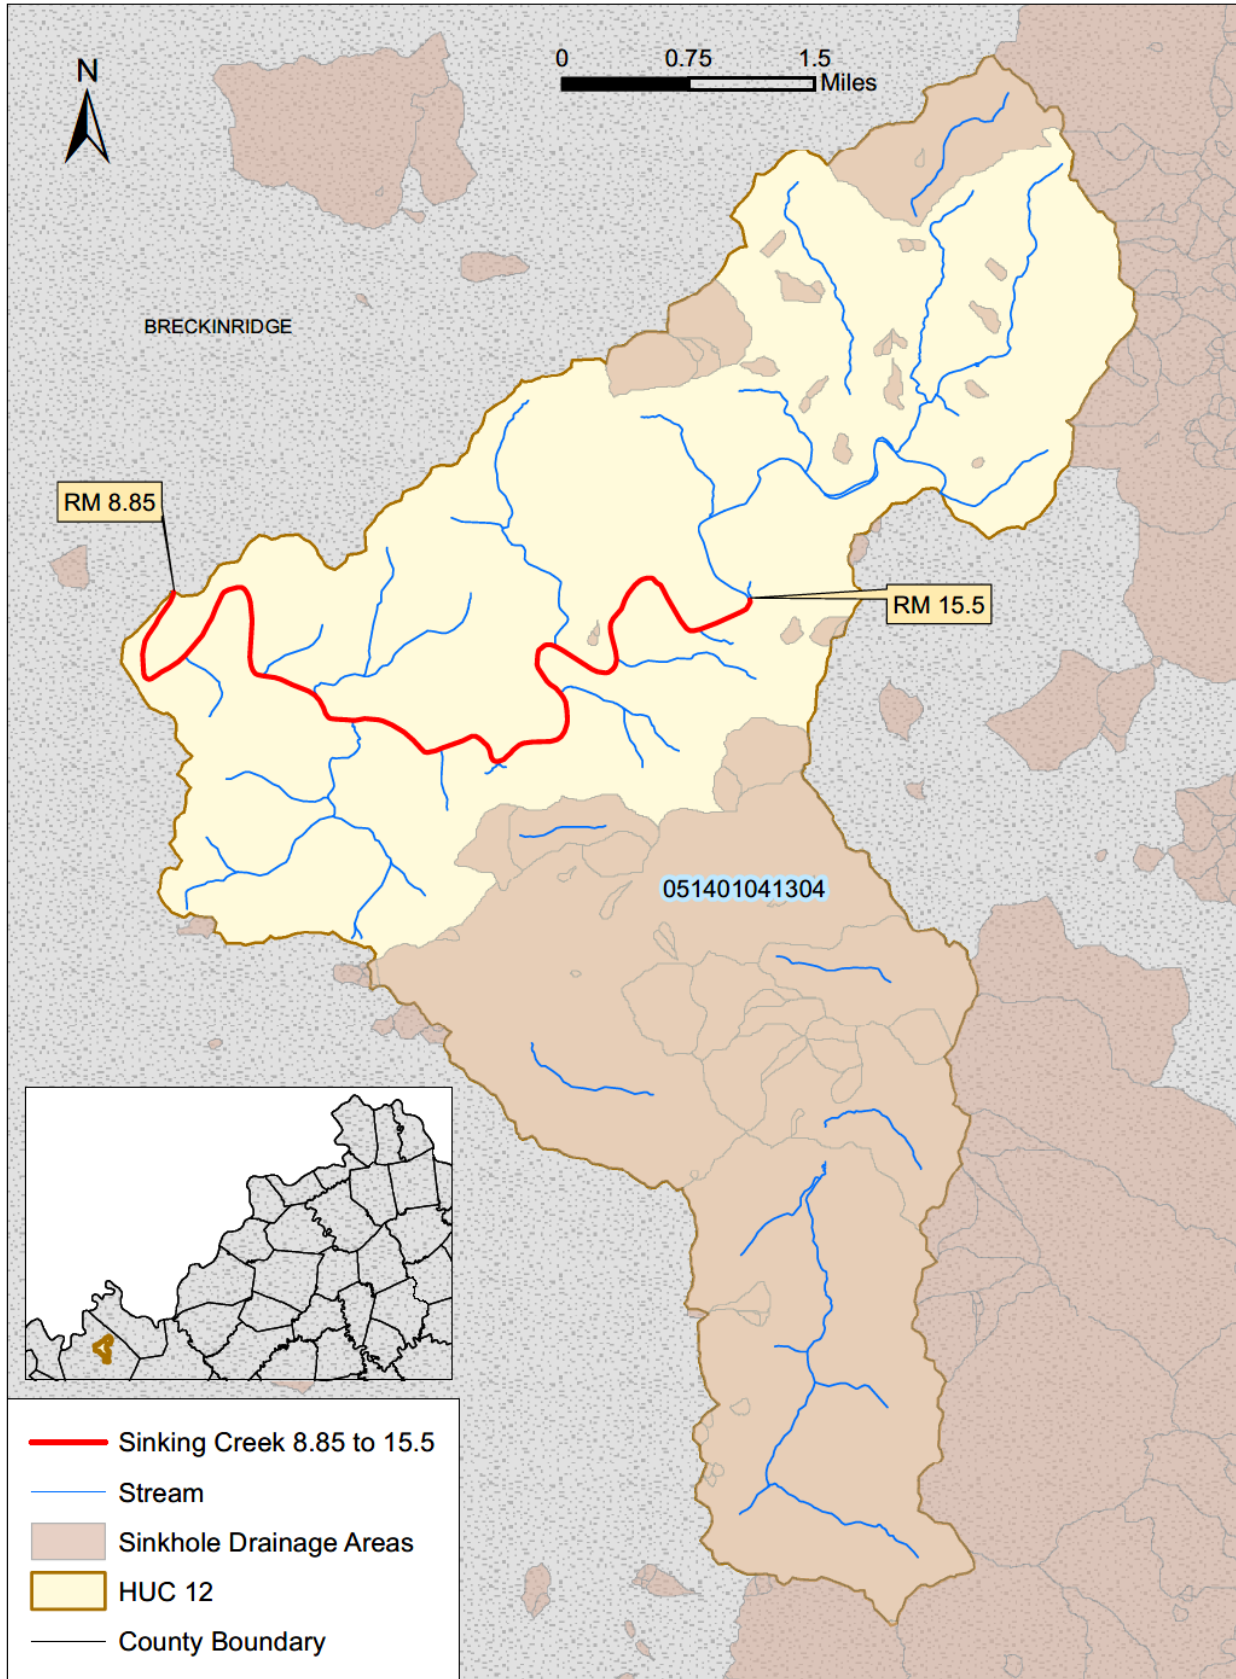 N
0 0.75 1.5
Miles
BRECKINRIDGE
RM 8.85
RM 15.5
051401041304
Sinking Creek 8.85 to 15.5
Stream
Sinkhole Drainage Areas
HUC 12
County Boundary